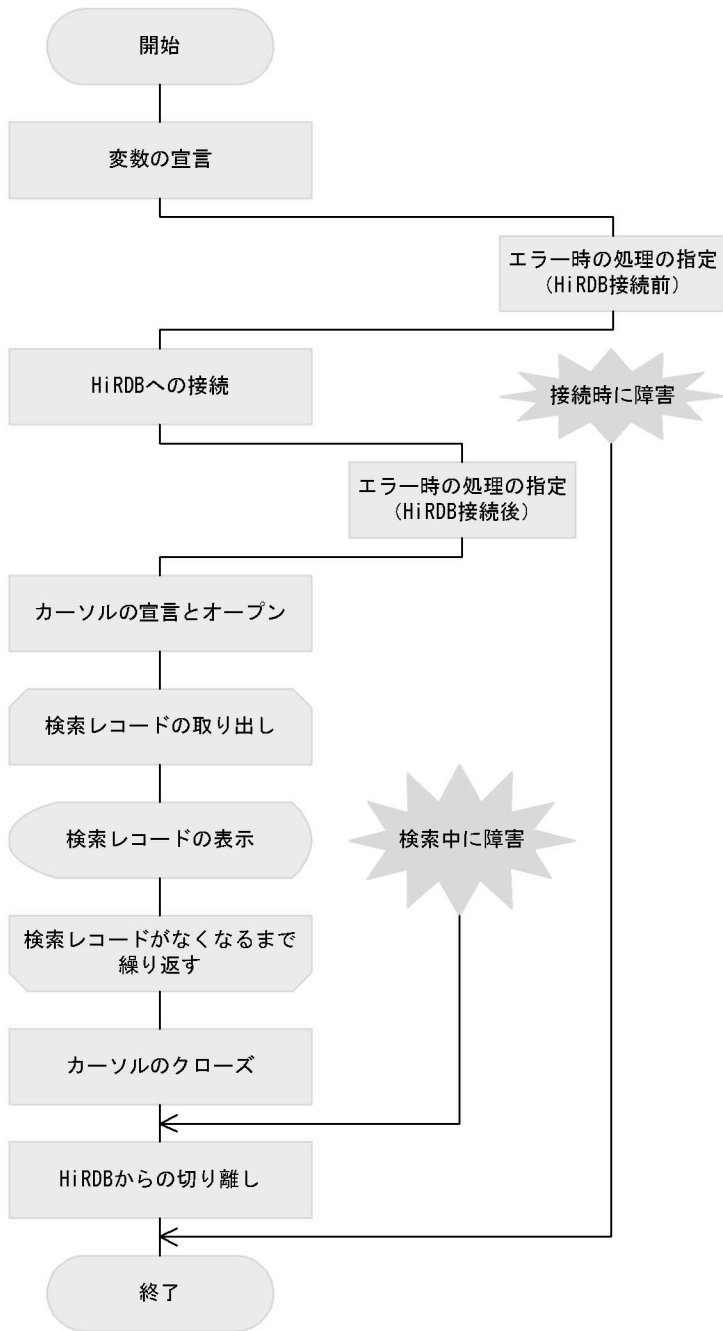 開始
変数の宣言
エラー時の処理の指定
(HiRDB接続前)
HiRDBへの接続
接続時に障害
エラー時の処理の指定
(HiRDB接続後)
カーソルの宣言とオープン
検索レコードの取り出し
検索レコードの表示
検索中に障害
検索レコードがなくなるまで
繰り返す
カーソルのクローズ
HiRDBからの切り離し
終了